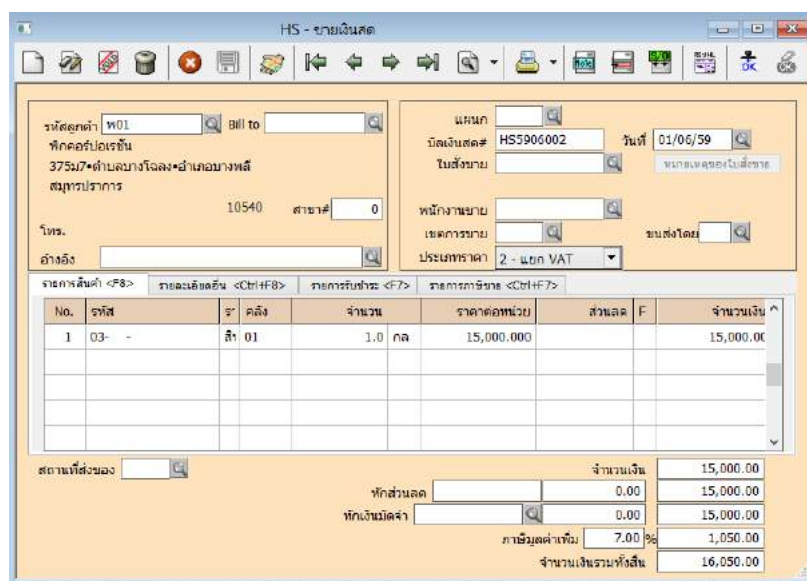 HS - ขายเงินสด
รหัสลูกค้า พ01 Bill to
พิกคอร์ปอเรชั่น
375ม7•ตำบลบางโฉลง•อำเภอบางพลี
สมุทรปราการ
10540 สาขา# 0
โทร.
อ้างอิง
แผนก
บิลเงินสด# HS5906002 วันที่ 01/06/59
ใบสั่งขาย หมายเหตุของใบสั่งขาย
พนักงานขาย
เขตการขาย ขนส่งโดย
ประเภทราคา 2 - แยก VAT
รายการสินค้า <F8> รายละเอียดอื่น <Ctrl+F8> รายการรับชำระ <F7> รายการภาษีขาย <Ctrl+F7>
No. รหัส รา คลัง จำนวน ราคาต่อหน่วย ส่วนลด F จำนวนเงิน
1 03- - สิน 01 1.0 กล 15,000.000 15,000.00
สถานที่ส่งของ จำนวนเงิน 15,000.00
หักส่วนลด 0.00 15,000.00
หักเงินมัดจำ 0.00 15,000.00
ภาษีมูลค่าเพิ่ม 7.00 % 1,050.00
จำนวนเงินรวมทั้งสิ้น 16,050.00